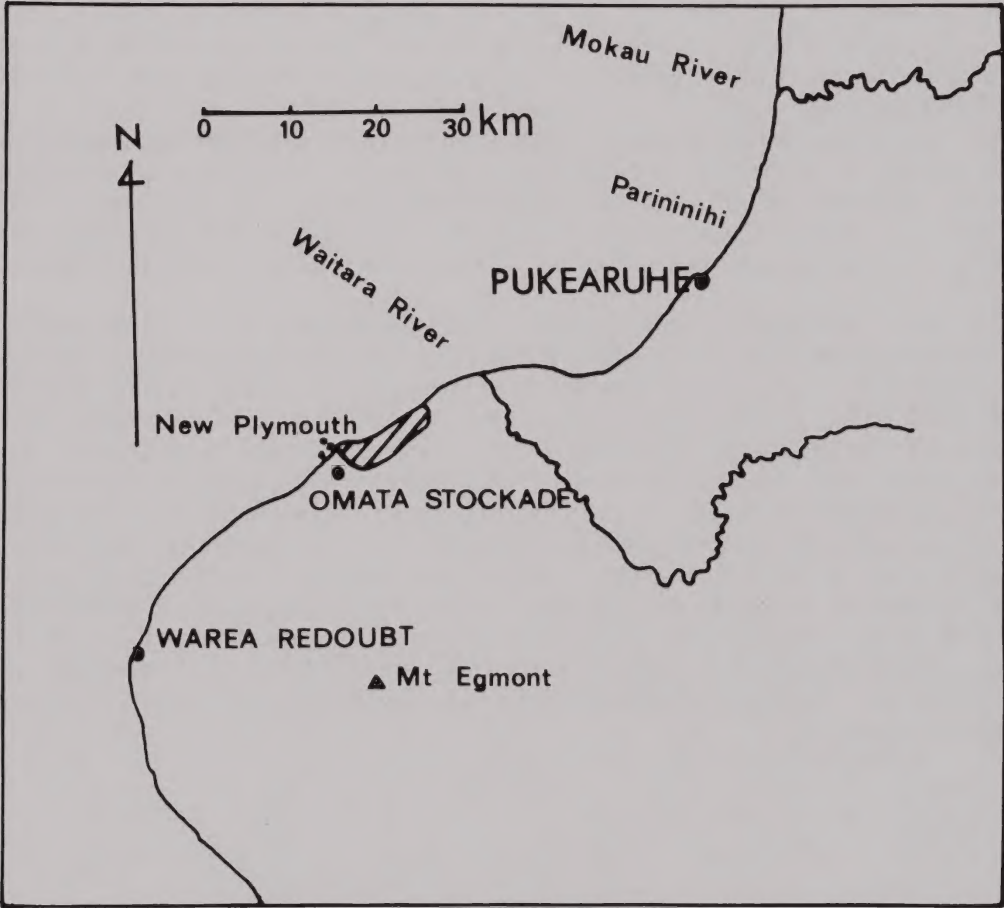 Mokau River
N
0 10 20 30 km
Parininihi
Waitara River
PUKEARUHE
New Plymouth
OMATA STOCKADE
WAREA REDOUBT
Mt Egmont